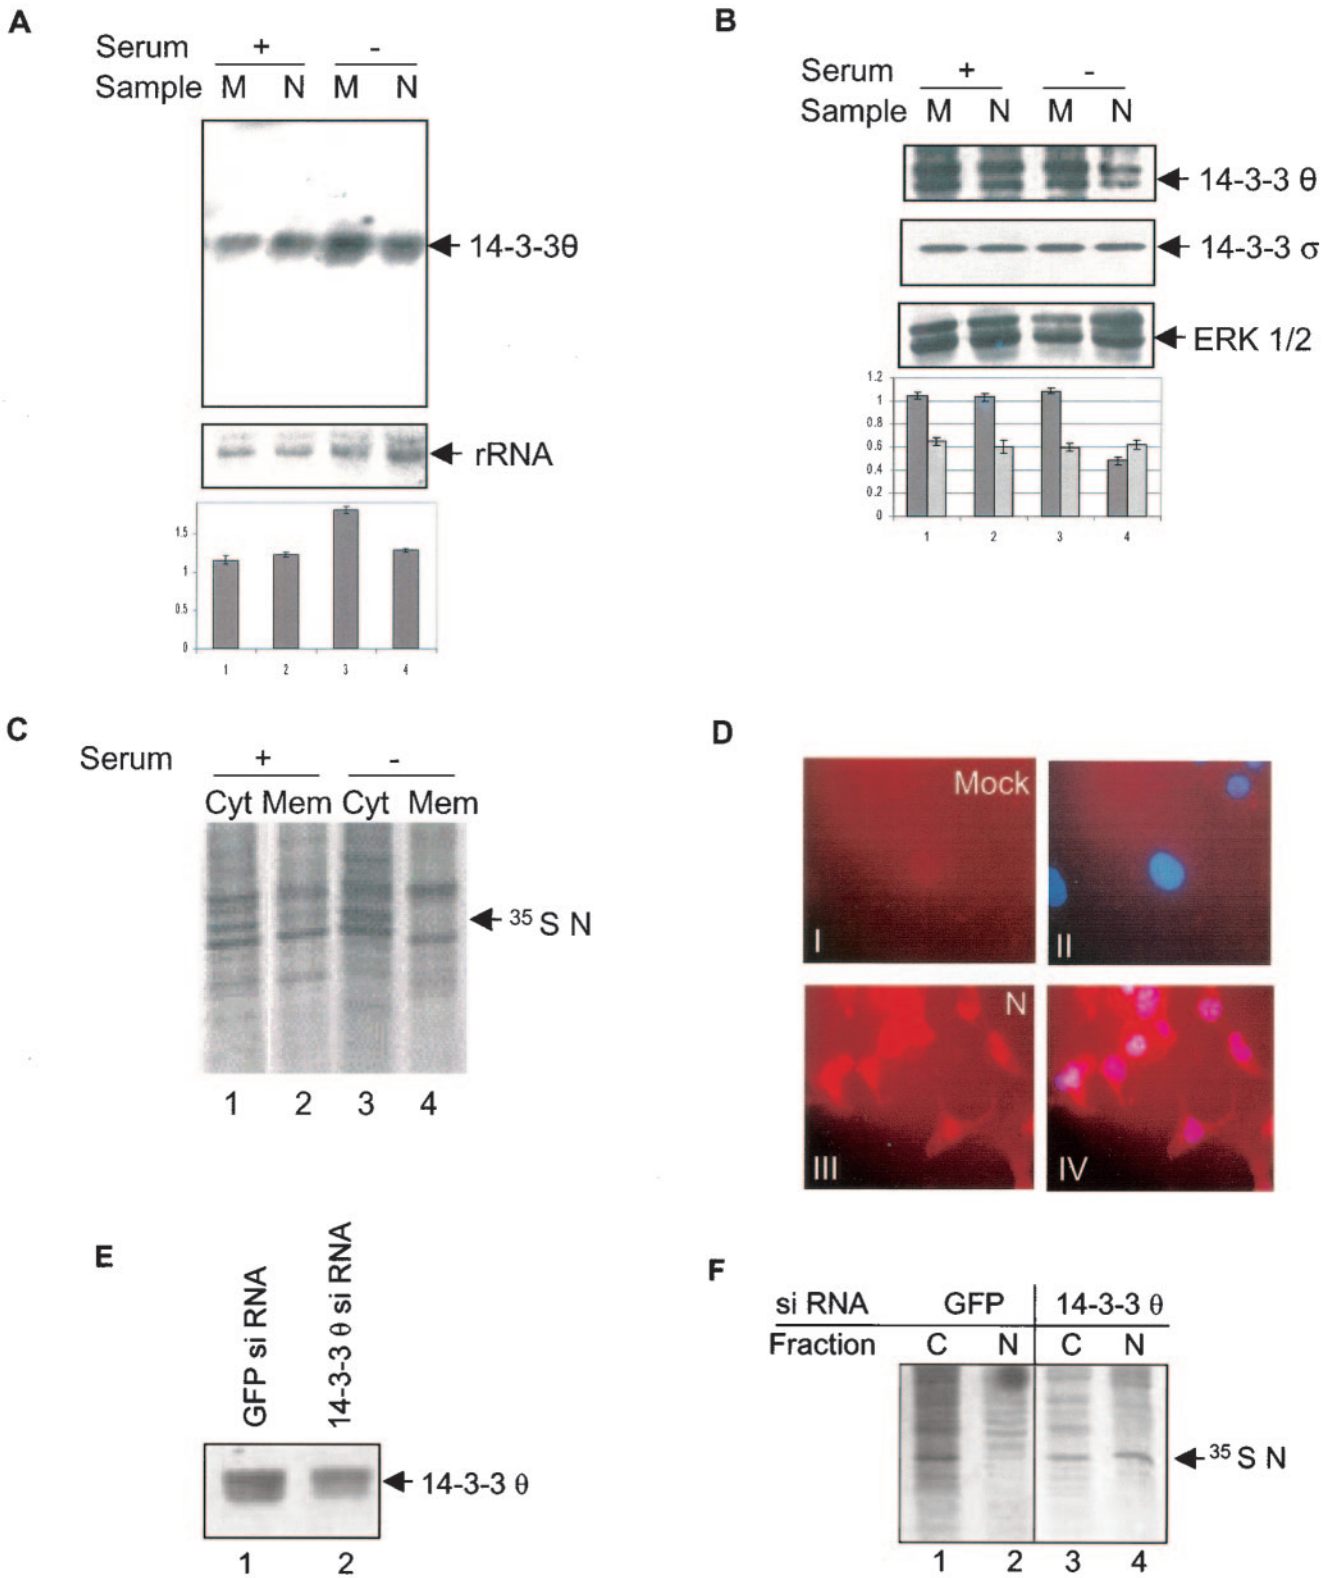 A
Serum + -
Sample M N M N
14-3-3θ
rRNA
1.5
1
0.5
0
1 2 3 4
B
Serum + -
Sample M N M N
14-3-3 θ
14-3-3 σ
ERK 1/2
1.2
1
0.8
0.6
0.4
0.2
0
1 2 3 4
C
Serum + -
Cyt Mem Cyt Mem
35 S N
1 2 3 4
D
Mock
I
II
N
III
IV
E
GFP si RNA
14-3-3 θ si RNA
14-3-3 θ
1 2
F
si RNA GFP 14-3-3 θ
Fraction C N C N
35 S N
1 2 3 4